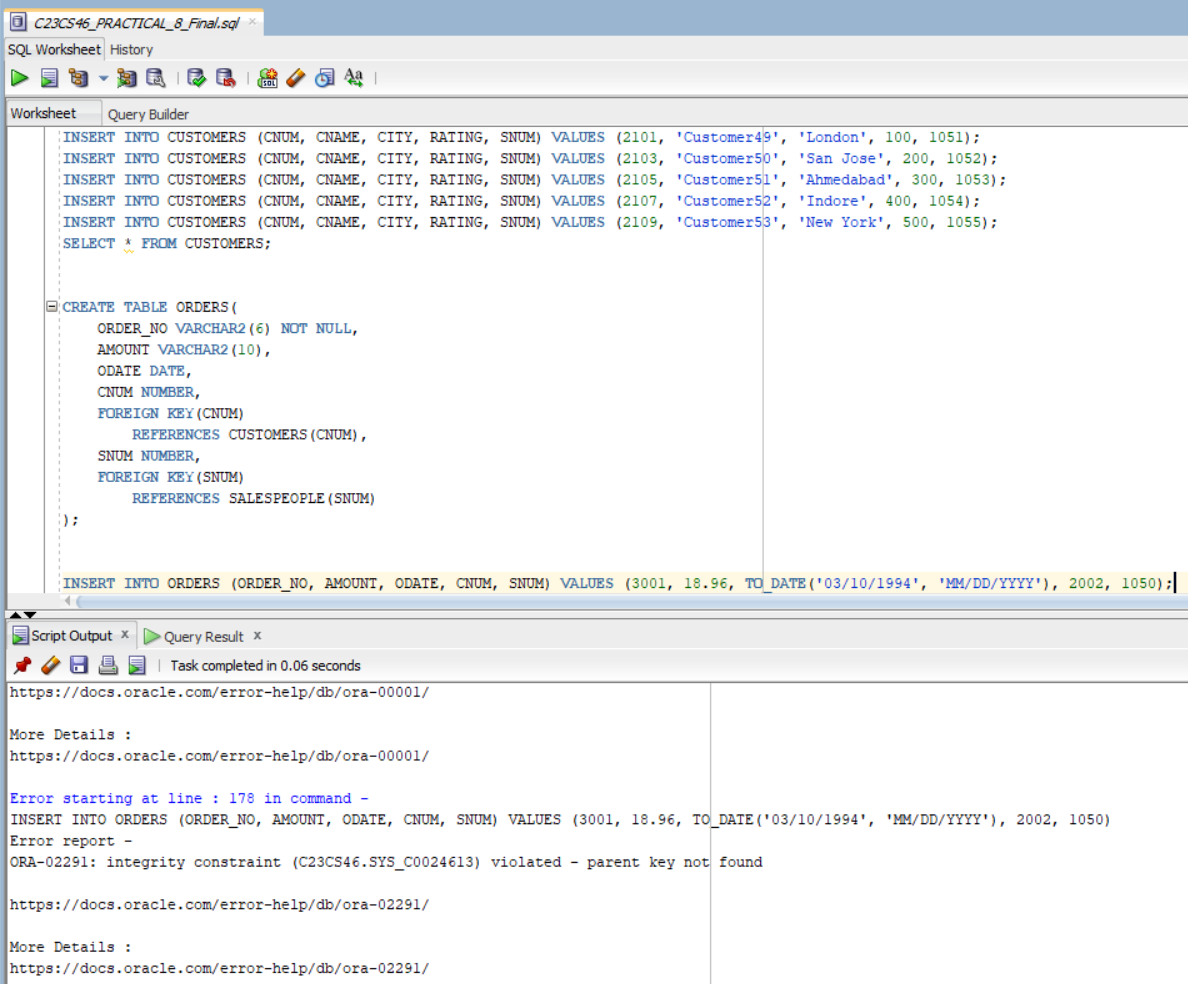 C23CS46_PRACTICAL_8_Final.sql
SQL Worksheet History
Worksheet Query Builder
INSERT INTO CUSTOMERS (CNUM, CNAME, CITY, RATING, SNUM) VALUES (2101, 'Customer49', 'London', 100, 1051);
INSERT INTO CUSTOMERS (CNUM, CNAME, CITY, RATING, SNUM) VALUES (2103, 'Customer50', 'San Jose', 200, 1052);
INSERT INTO CUSTOMERS (CNUM, CNAME, CITY, RATING, SNUM) VALUES (2105, 'Customer51', 'Ahmedabad', 300, 1053);
INSERT INTO CUSTOMERS (CNUM, CNAME, CITY, RATING, SNUM) VALUES (2107, 'Customer52', 'Indore', 400, 1054);
INSERT INTO CUSTOMERS (CNUM, CNAME, CITY, RATING, SNUM) VALUES (2109, 'Customer53', 'New York', 500, 1055);
SELECT * FROM CUSTOMERS;
CREATE TABLE ORDERS(
ORDER_NO VARCHAR2(6) NOT NULL,
AMOUNT VARCHAR2(10),
ODATE DATE,
CNUM NUMBER,
FOREIGN KEY(CNUM)
REFERENCES CUSTOMERS(CNUM),
SNUM NUMBER,
FOREIGN KEY(SNUM)
REFERENCES SALESPEOPLE(SNUM)
);
INSERT INTO ORDERS (ORDER_NO, AMOUNT, ODATE, CNUM, SNUM) VALUES (3001, 18.96, TO_DATE('03/10/1994', 'MM/DD/YYYY'), 2002, 1050);
Script Output x Query Result x
Task completed in 0.06 seconds
https://docs.oracle.com/error-help/db/ora-00001/
More Details :
https://docs.oracle.com/error-help/db/ora-00001/
Error starting at line : 178 in command -
INSERT INTO ORDERS (ORDER_NO, AMOUNT, ODATE, CNUM, SNUM) VALUES (3001, 18.96, TO_DATE('03/10/1994', 'MM/DD/YYYY'), 2002, 1050)
Error report -
ORA-02291: integrity constraint (C23CS46.SYS_C0024613) violated - parent key not found
https://docs.oracle.com/error-help/db/ora-02291/
More Details :
https://docs.oracle.com/error-help/db/ora-02291/